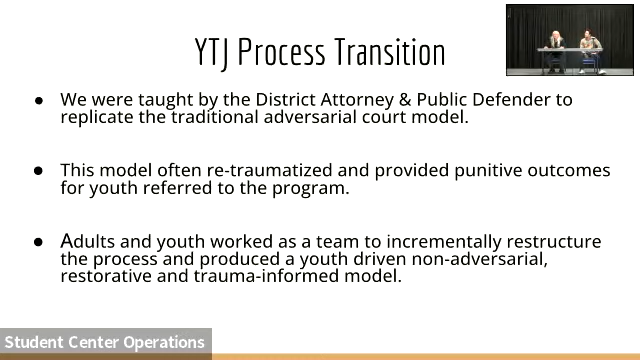 YTJ Process Transition
● We were taught by the District Attorney & Public Defender to
replicate the traditional adversarial court model.
● This model often re-traumatized and provided punitive outcomes
for youth referred to the program.
● Adults and youth worked as a team to incrementally restructure
the process and produced a youth driven non-adversarial,
restorative and trauma-informed model.
Student Center Operations